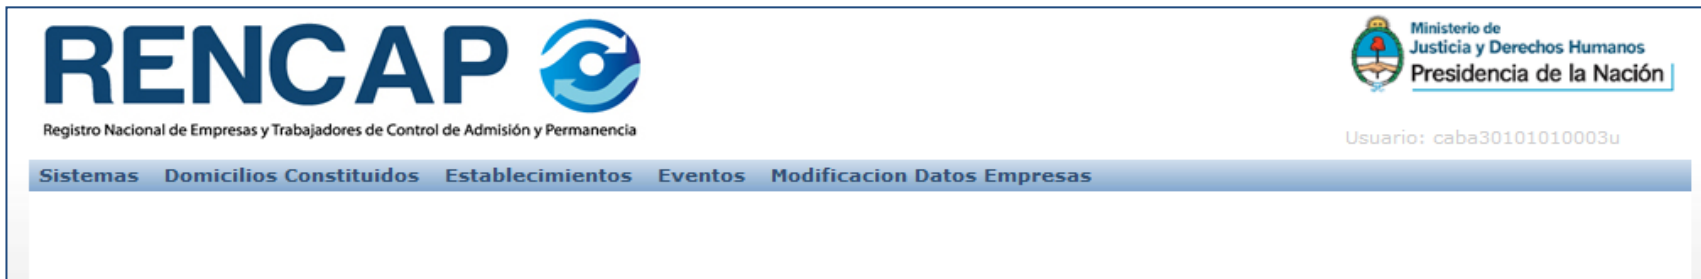 RENCAP
Registro Nacional de Empresas y Trabajadores de Control de Admisión y Permanencia
Ministerio de
Justicia y Derechos Humanos
Presidencia de la Nación
Usuario: caba30101010003u
Sistemas Domicilios Constituidos Establecimientos Eventos Modificacion Datos Empresas